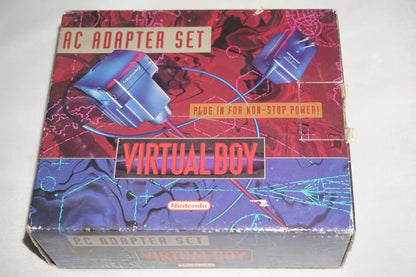 AC ADAPTER SET
PLUG IN FOR NON-STOP POWER!
VIRTUAL BOY
Nintendo
AC ADAPTER SET